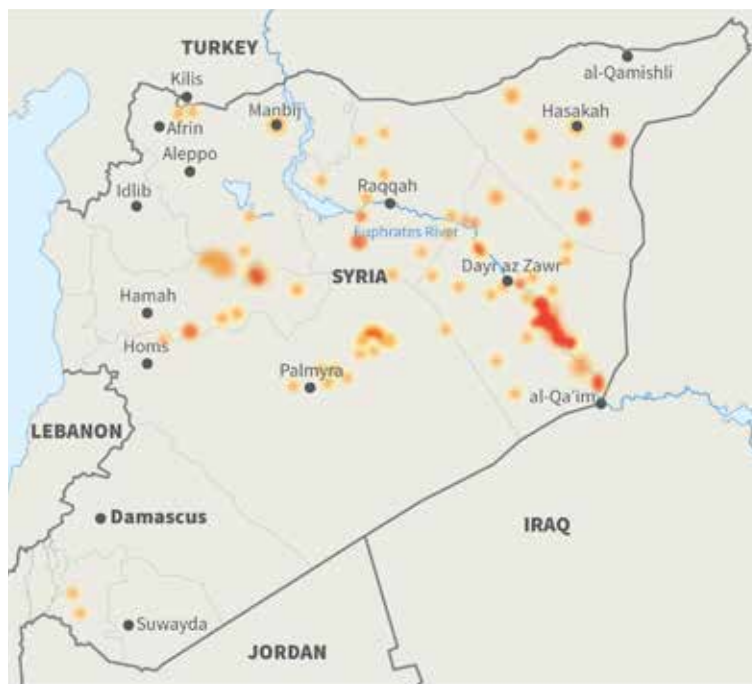 TURKEY
Kilis
al-Qamishli
Manbij
Hasakah
Afrin
Aleppo
Idlib
Raqqah
Euphrates River
Dayr az Zawr
SYRIA
Hamah
Homs
Palmyra
al-Qa'im
LEBANON
Damascus
IRAQ
Suwayda
JORDAN